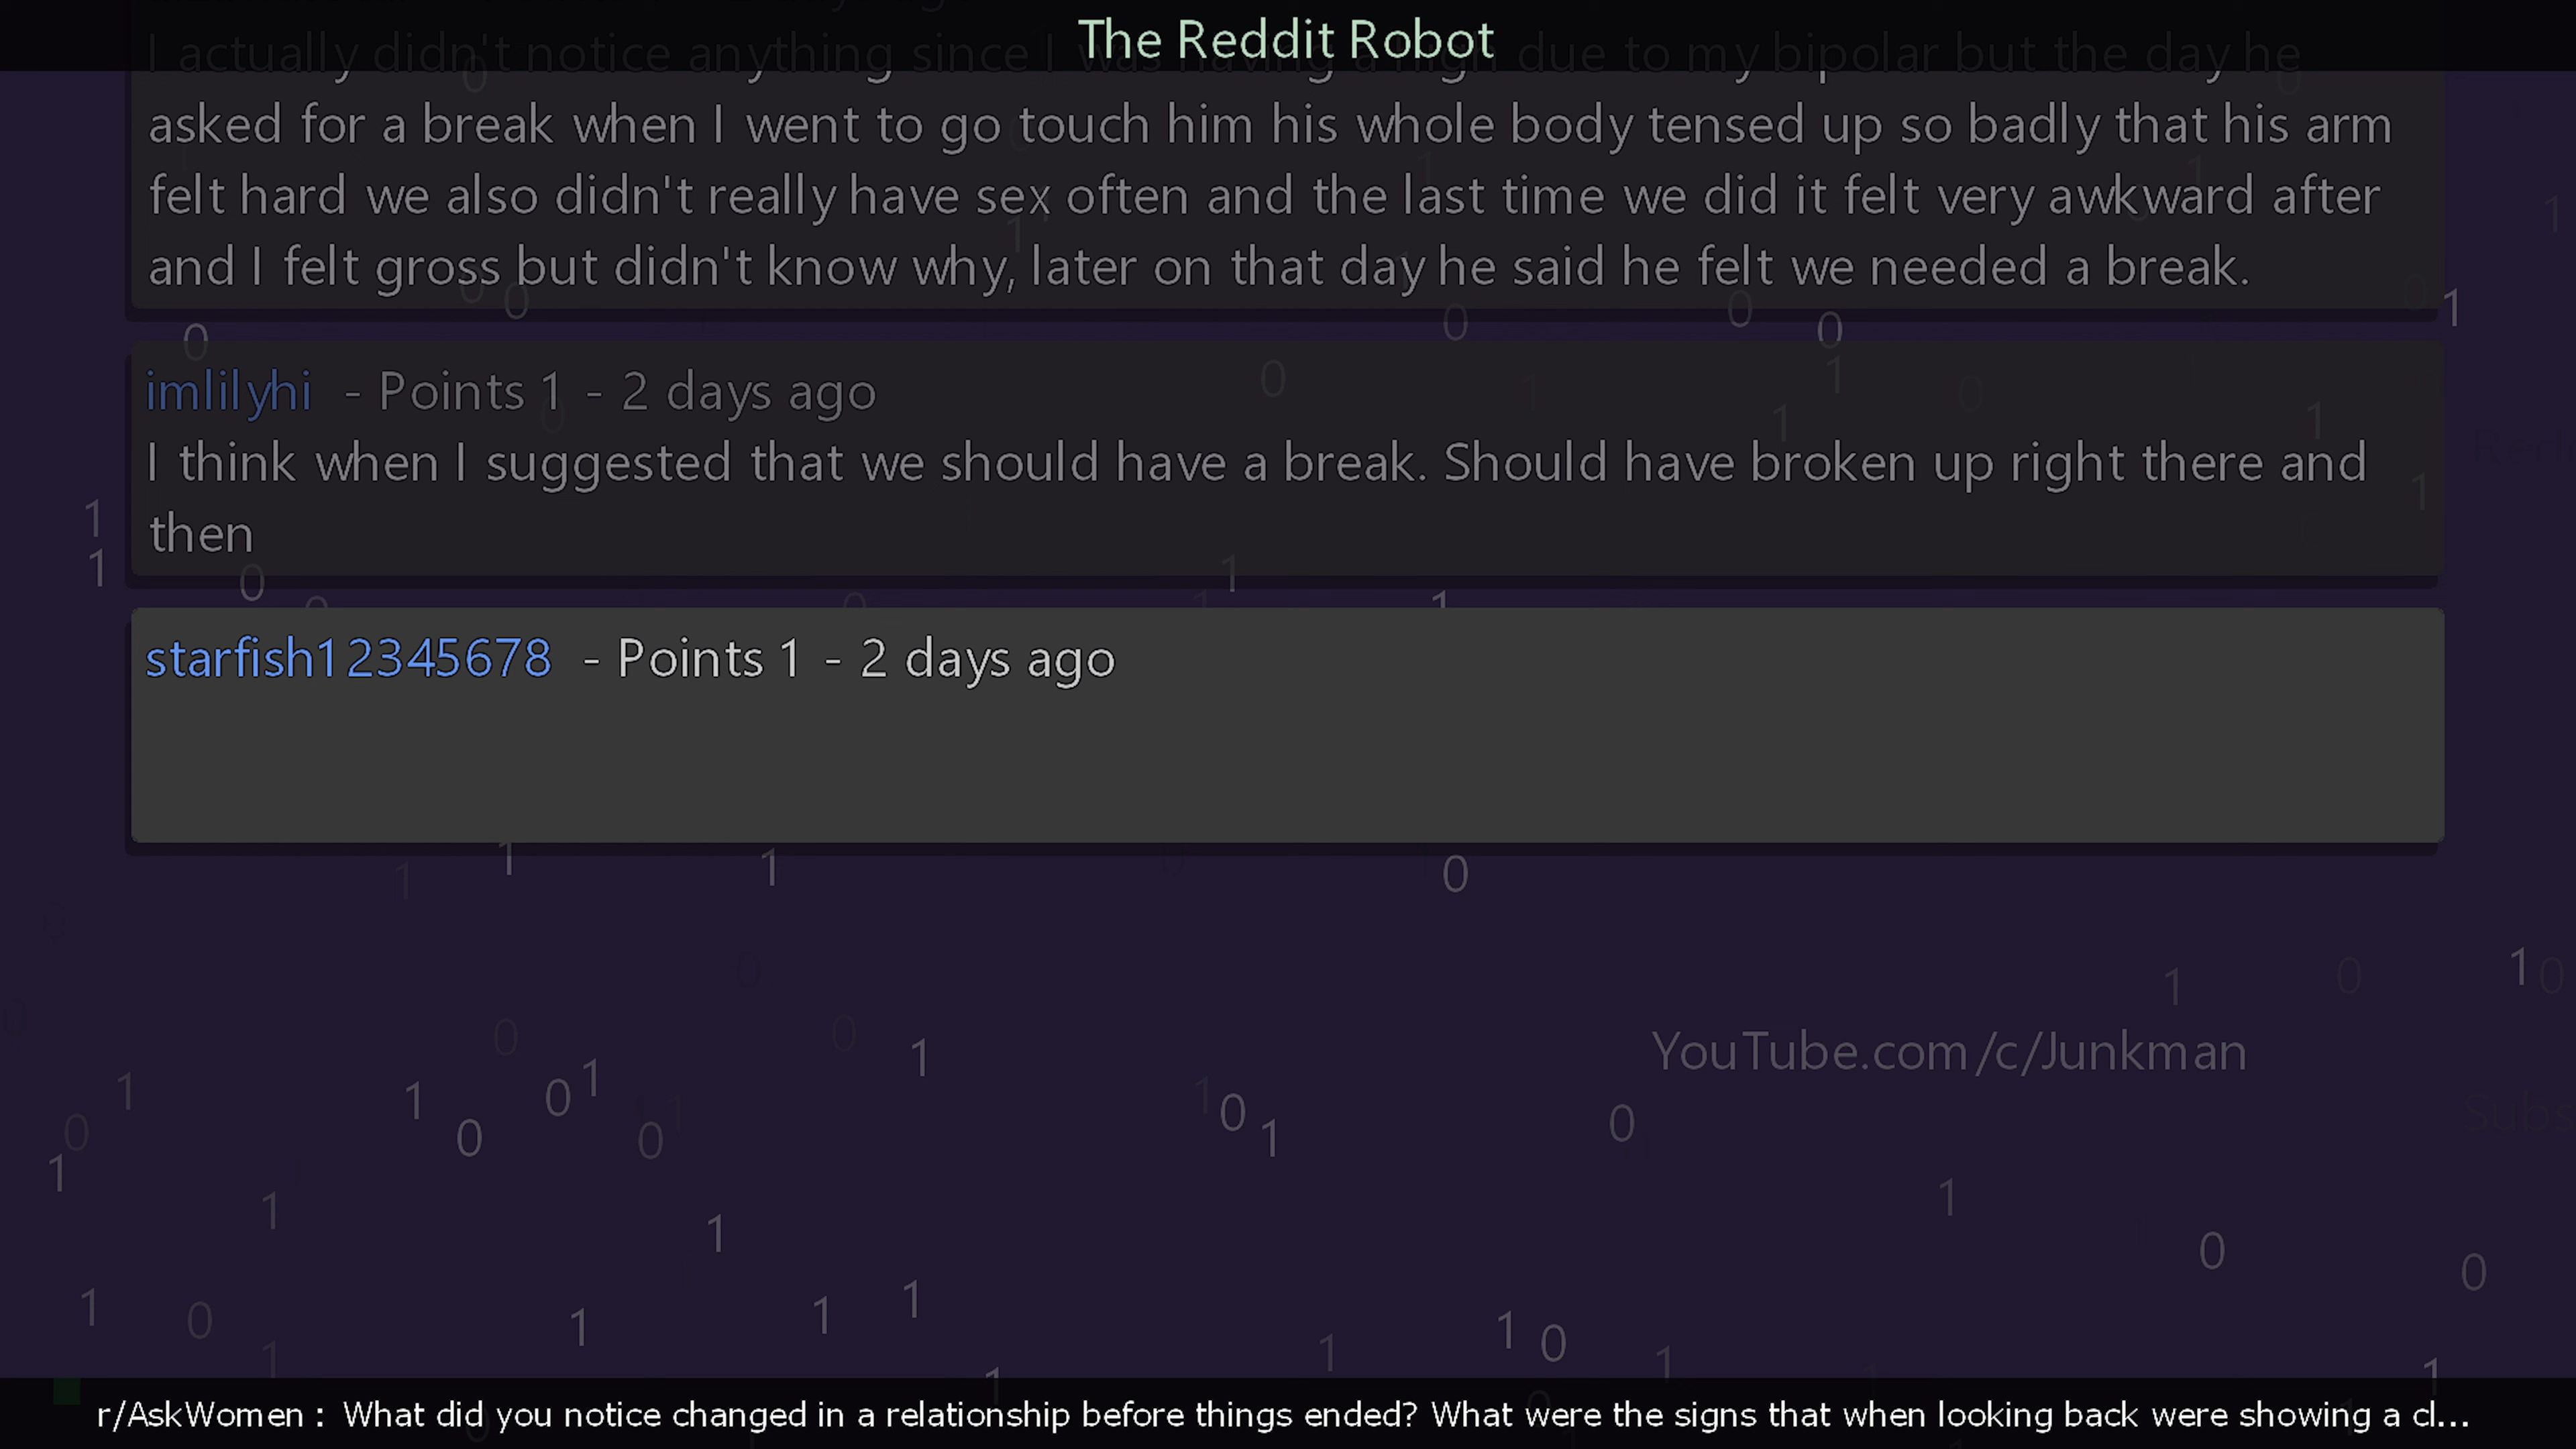 The Reddit Robot
I actually didn't notice anything since I was having a high due to my bipolar but the day he
asked for a break when I went to go touch him his whole body tensed up so badly that his arm
felt hard we also didn't really have sex often and the last time we did it felt very awkward after
and I felt gross but didn't know why, later on that day he said he felt we needed a break.
imlilyhi - Points 1 - 2 days ago
I think when I suggested that we should have a break. Should have broken up right there and
then
starfish12345678 - Points 1 - 2 days ago
YouTube.com/c/Junkman
Subs
r/AskWomen : What did you notice changed in a relationship before things ended? What were the signs that when looking back were showing a cl...